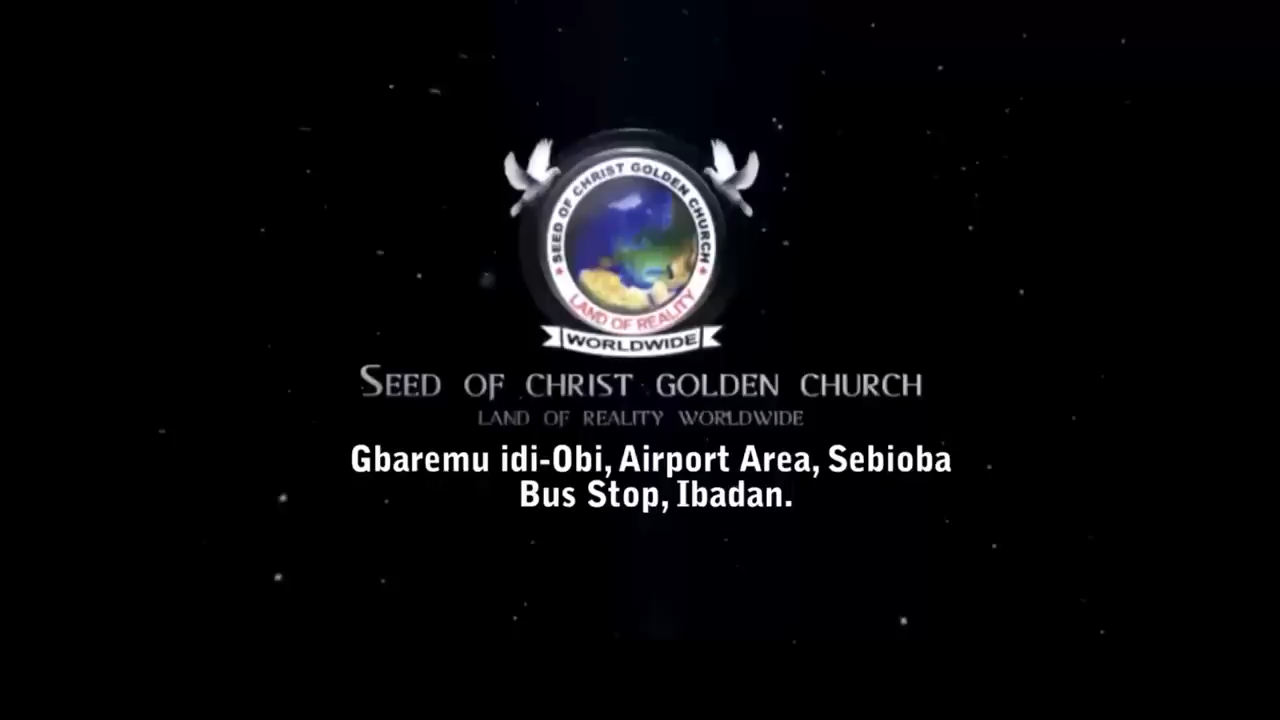 SEED OF CHRIST GOLDEN CHURCH
LAND OF REALITY
WORLDWIDE
SEED OF CHRIST GOLDEN CHURCH
LAND OF REALITY WORLDWIDE
Gbaremu idi-Obi, Airport Area, Sebioba
Bus Stop, Ibadan.